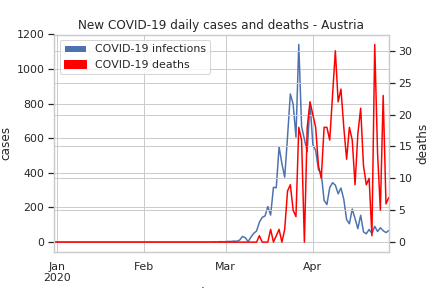 New COVID-19 daily cases and deaths - Austria
COVID-19 infections
COVID-19 deaths
cases
deaths
1200
1000
800
600
400
200
0
30
25
20
15
10
5
0
Jan Feb Mar Apr
2020